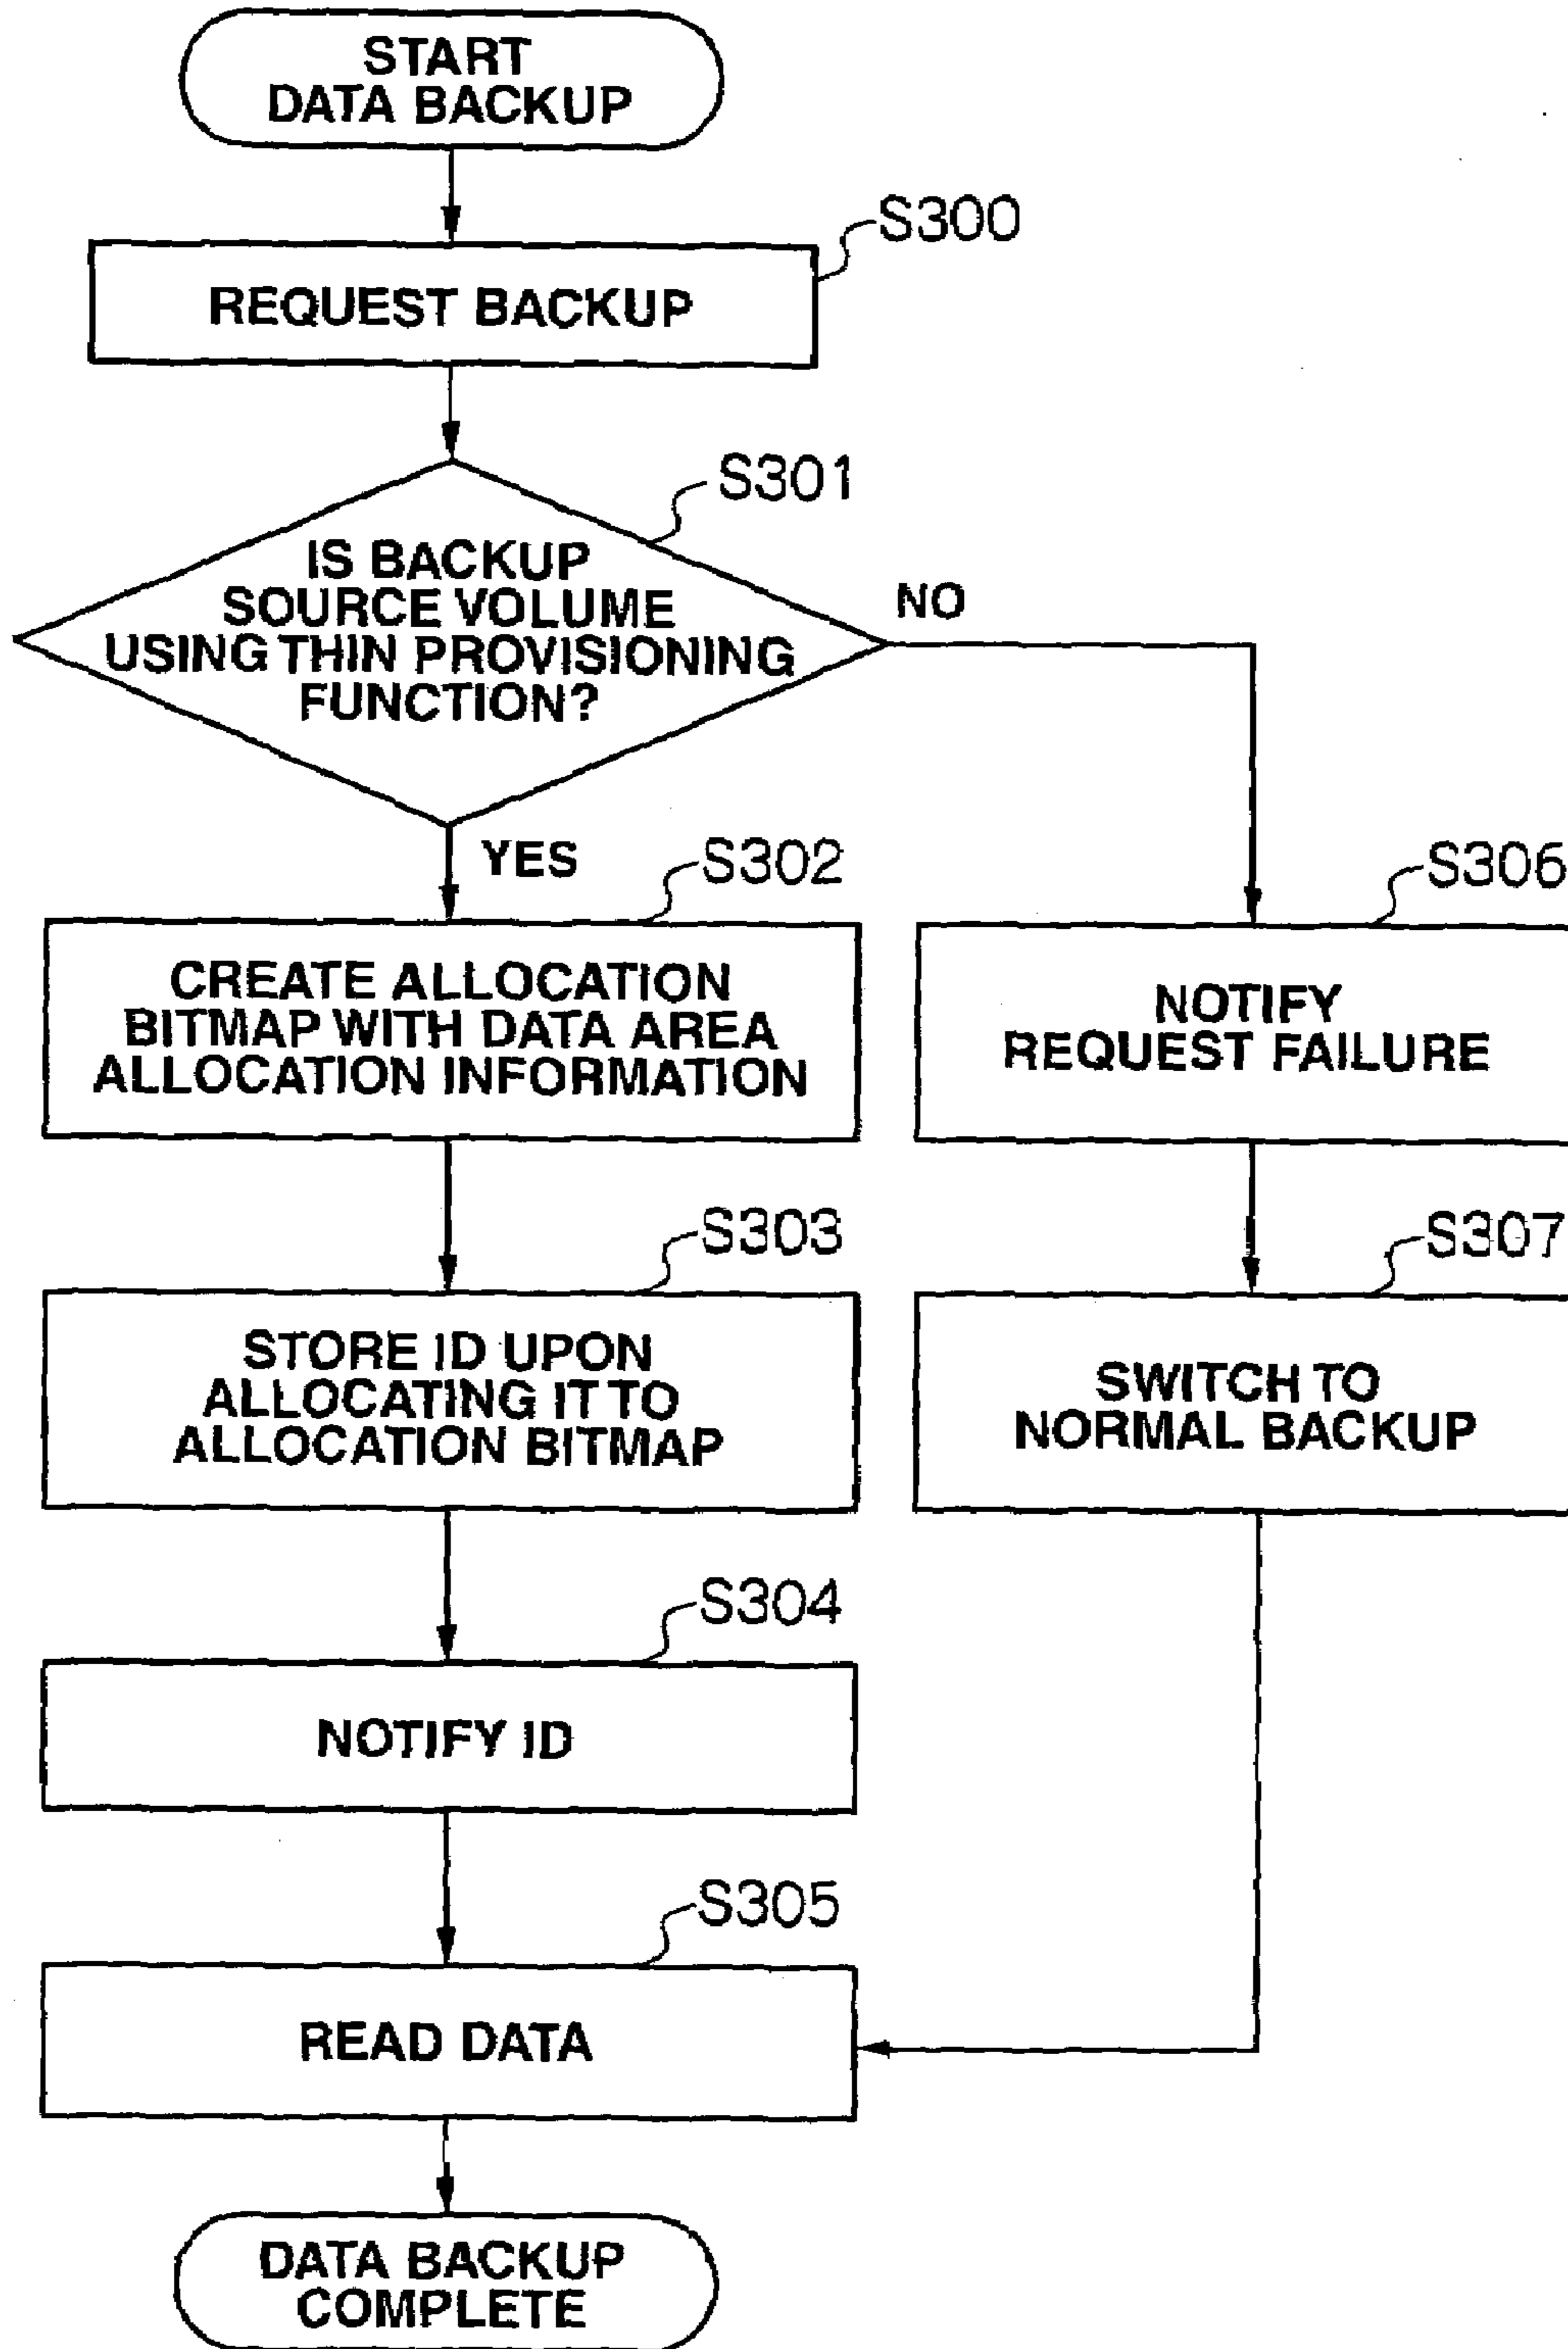 START
DATA BACKUP
S300
REQUEST BACKUP
S301
IS BACKUP
SOURCE VOLUME
USING THIN PROVISIONING
FUNCTION?
NO
YES
S302
CREATE ALLOCATION
BITMAP WITH DATA AREA
ALLOCATION INFORMATION
S306
NOTIFY
REQUEST FAILURE
S303
STORE ID UPON
ALLOCATING IT TO
ALLOCATION BITMAP
S307
SWITCH TO
NORMAL BACKUP
S304
NOTIFY ID
S305
READ DATA
DATA BACKUP
COMPLETE